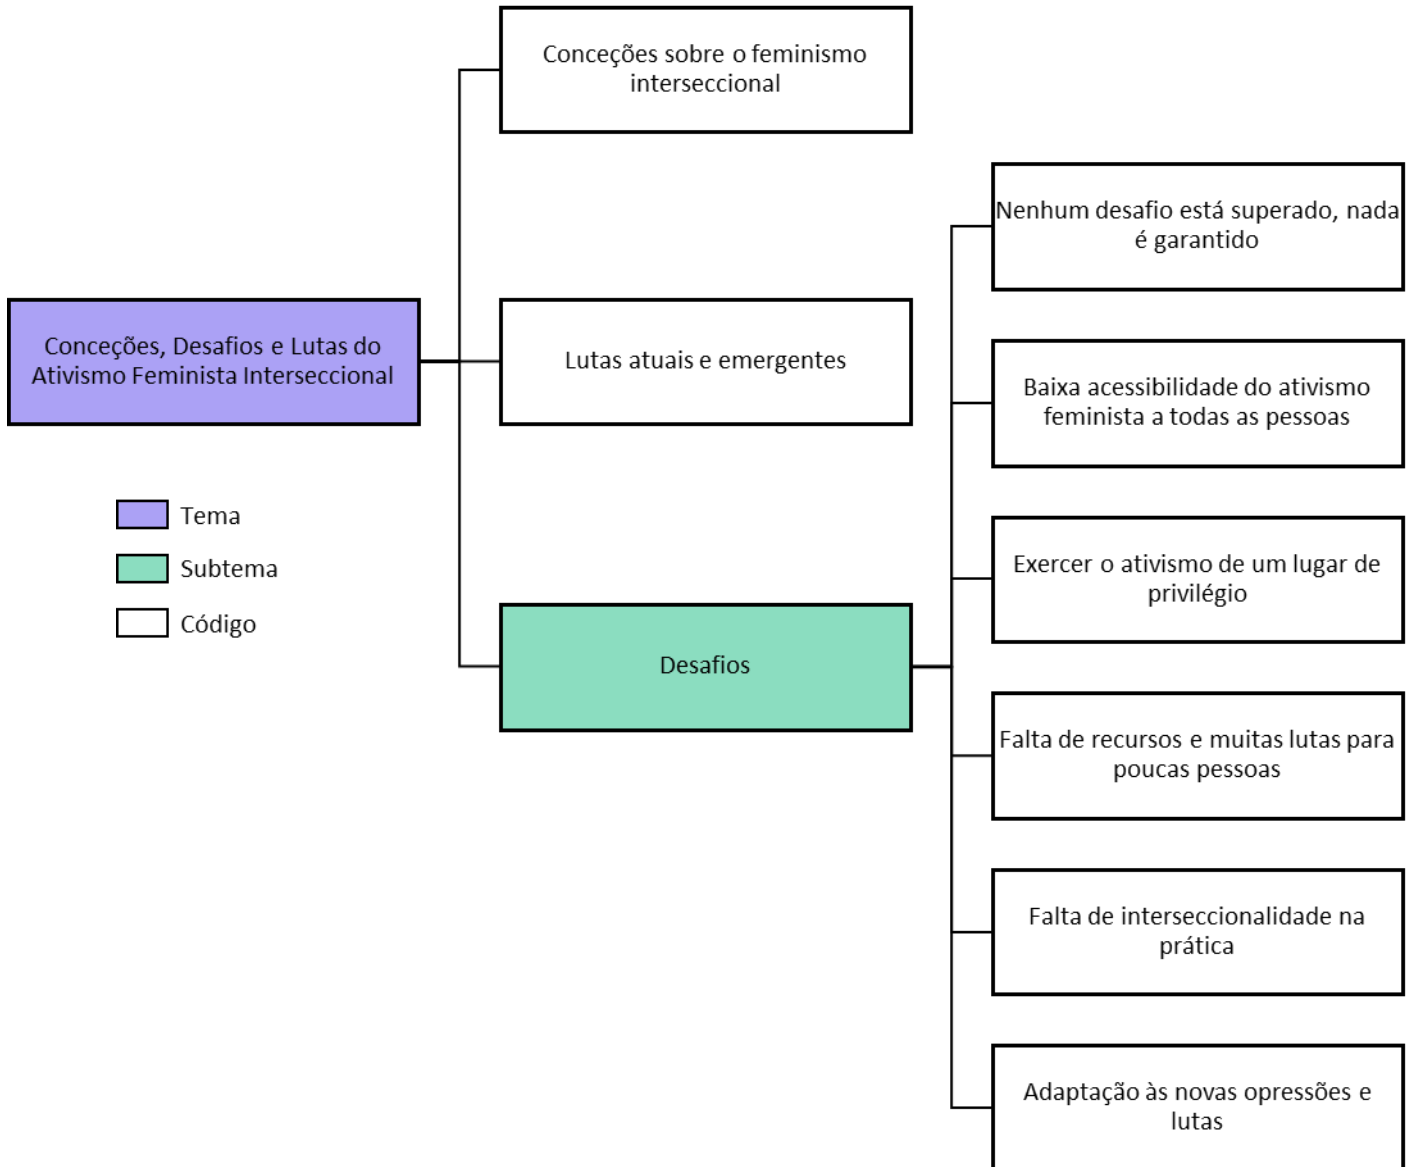 Conceções sobre o feminismo
interseccional
Conceções, Desafios e Lutas do
Ativismo Feminista Interseccional
Lutas atuais e emergentes
Desafios
Nenhum desafio está superado, nada
é garantido
Baixa acessibilidade do ativismo
feminista a todas as pessoas
Exercer o ativismo de um lugar de
privilégio
Falta de recursos e muitas lutas para
poucas pessoas
Falta de interseccionalidade na
prática
Adaptação às novas opressões e
lutas
Tema
Subtema
Código